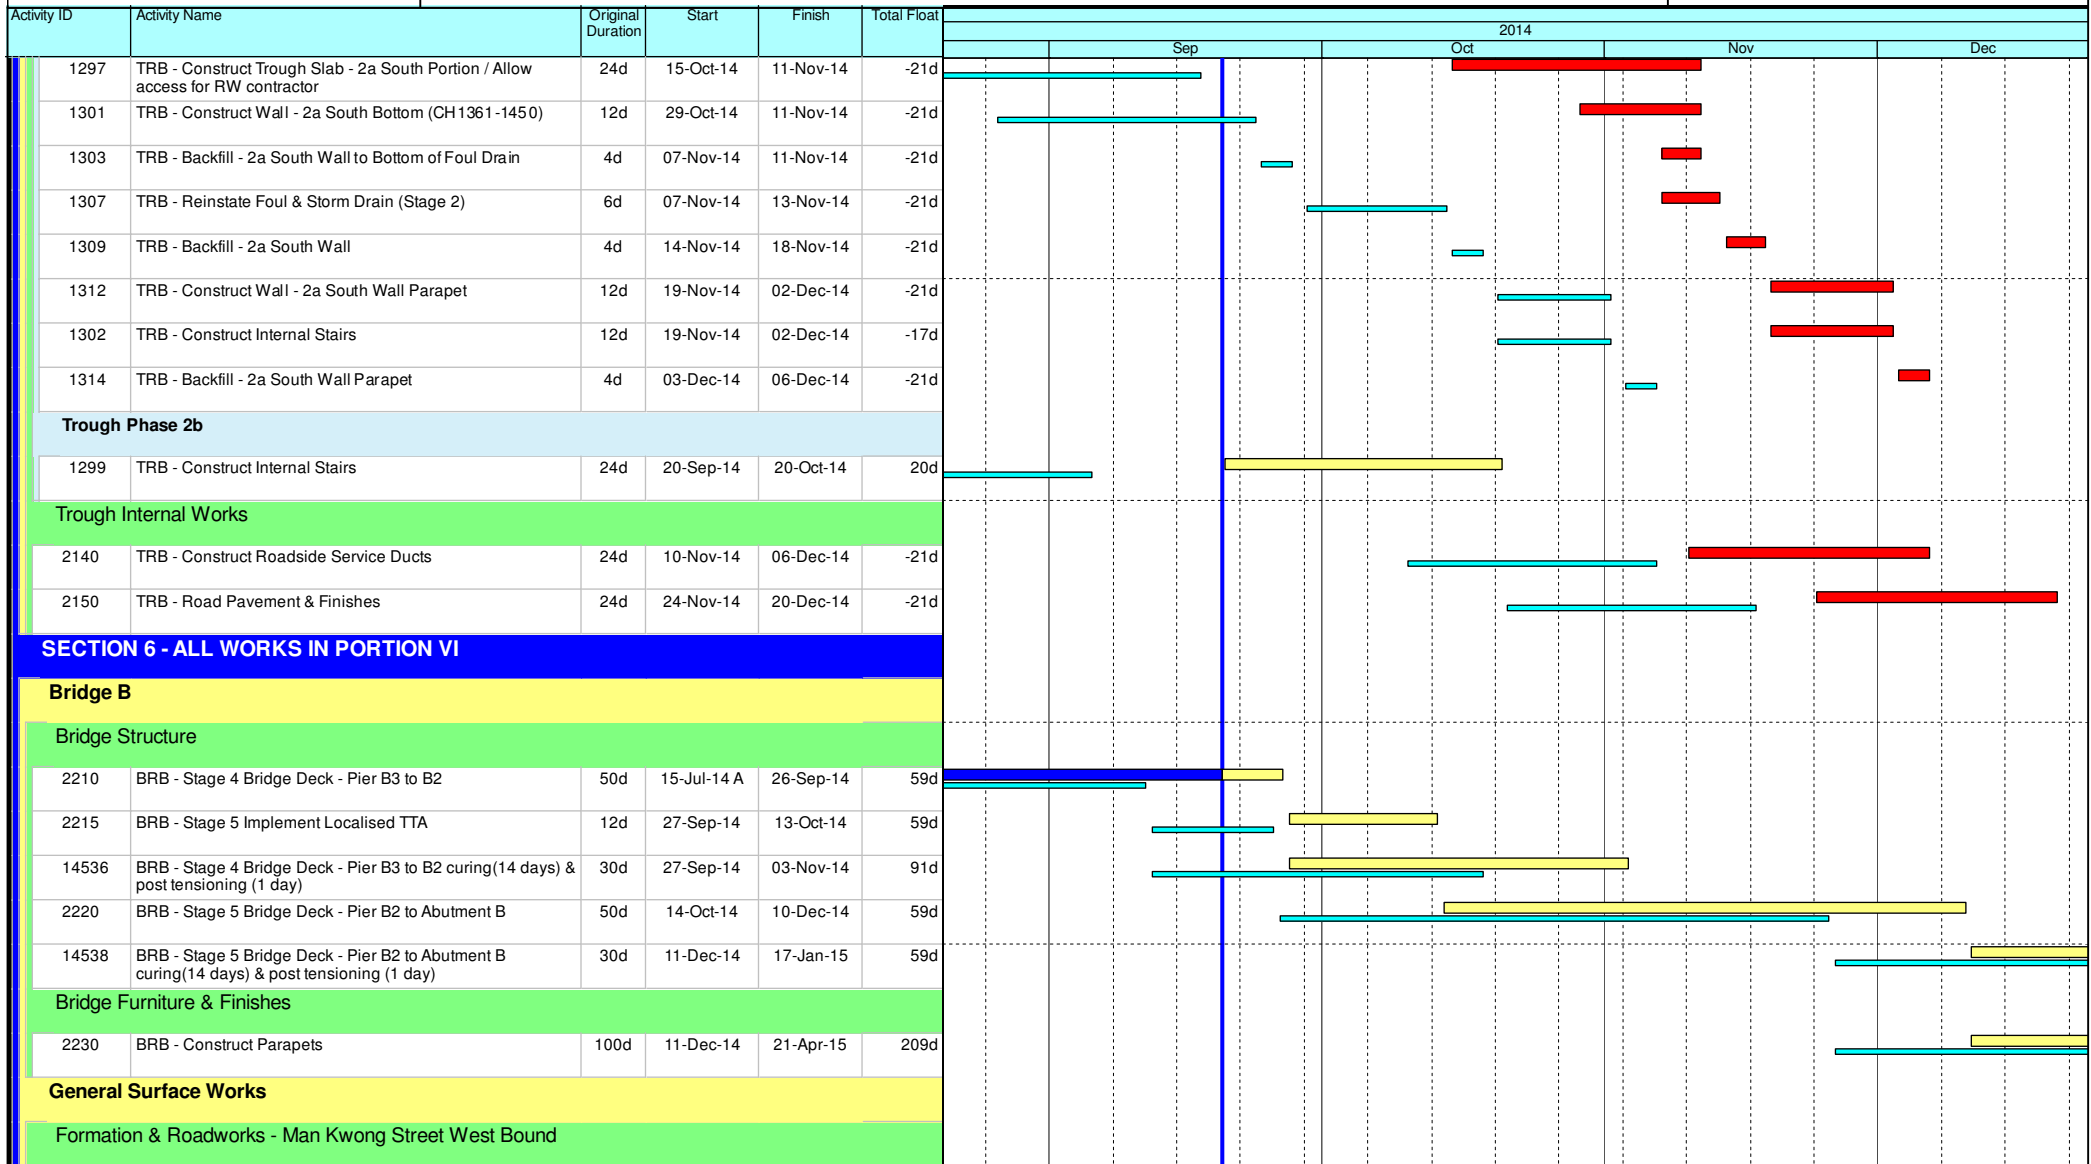 Activity ID Activity Name Original Duration Start Finish Total Float
2014
Sep Oct Nov Dec
1297 TRB - Construct Trough Slab - 2a South Portion / Allow access for RW contractor 24d 15-Oct-14 11-Nov-14 -21d
1301 TRB - Construct Wall - 2a South Bottom (CH1361-1450) 12d 29-Oct-14 11-Nov-14 -21d
1303 TRB - Backfill - 2a South Wall to Bottom of Foul Drain 4d 07-Nov-14 11-Nov-14 -21d
1307 TRB - Reinstate Foul & Storm Drain (Stage 2) 6d 07-Nov-14 13-Nov-14 -21d
1309 TRB - Backfill - 2a South Wall 4d 14-Nov-14 18-Nov-14 -21d
1312 TRB - Construct Wall - 2a South Wall Parapet 12d 19-Nov-14 02-Dec-14 -21d
1302 TRB - Construct Internal Stairs 12d 19-Nov-14 02-Dec-14 -17d
1314 TRB - Backfill - 2a South Wall Parapet 4d 03-Dec-14 06-Dec-14 -21d
Trough Phase 2b
1299 TRB - Construct Internal Stairs 24d 20-Sep-14 20-Oct-14 20d
Trough Internal Works
2140 TRB - Construct Roadside Service Ducts 24d 10-Nov-14 06-Dec-14 -21d
2150 TRB - Road Pavement & Finishes 24d 24-Nov-14 20-Dec-14 -21d
SECTION 6 - ALL WORKS IN PORTION VI
Bridge B
Bridge Structure
2210 BRB - Stage 4 Bridge Deck - Pier B3 to B2 50d 15-Jul-14 A 26-Sep-14 59d
2215 BRB - Stage 5 Implement Localised TTA 12d 27-Sep-14 13-Oct-14 59d
14536 BRB - Stage 4 Bridge Deck - Pier B3 to B2 curing(14 days) & post tensioning (1 day) 30d 27-Sep-14 03-Nov-14 91d
2220 BRB - Stage 5 Bridge Deck - Pier B2 to Abutment B 50d 14-Oct-14 10-Dec-14 59d
14538 BRB - Stage 5 Bridge Deck - Pier B2 to Abutment B curing(14 days) & post tensioning (1 day) 30d 11-Dec-14 17-Jan-15 59d
Bridge Furniture & Finishes
2230 BRB - Construct Parapets 100d 11-Dec-14 21-Apr-15 209d
General Surface Works
Formation & Roadworks - Man Kwong Street West Bound